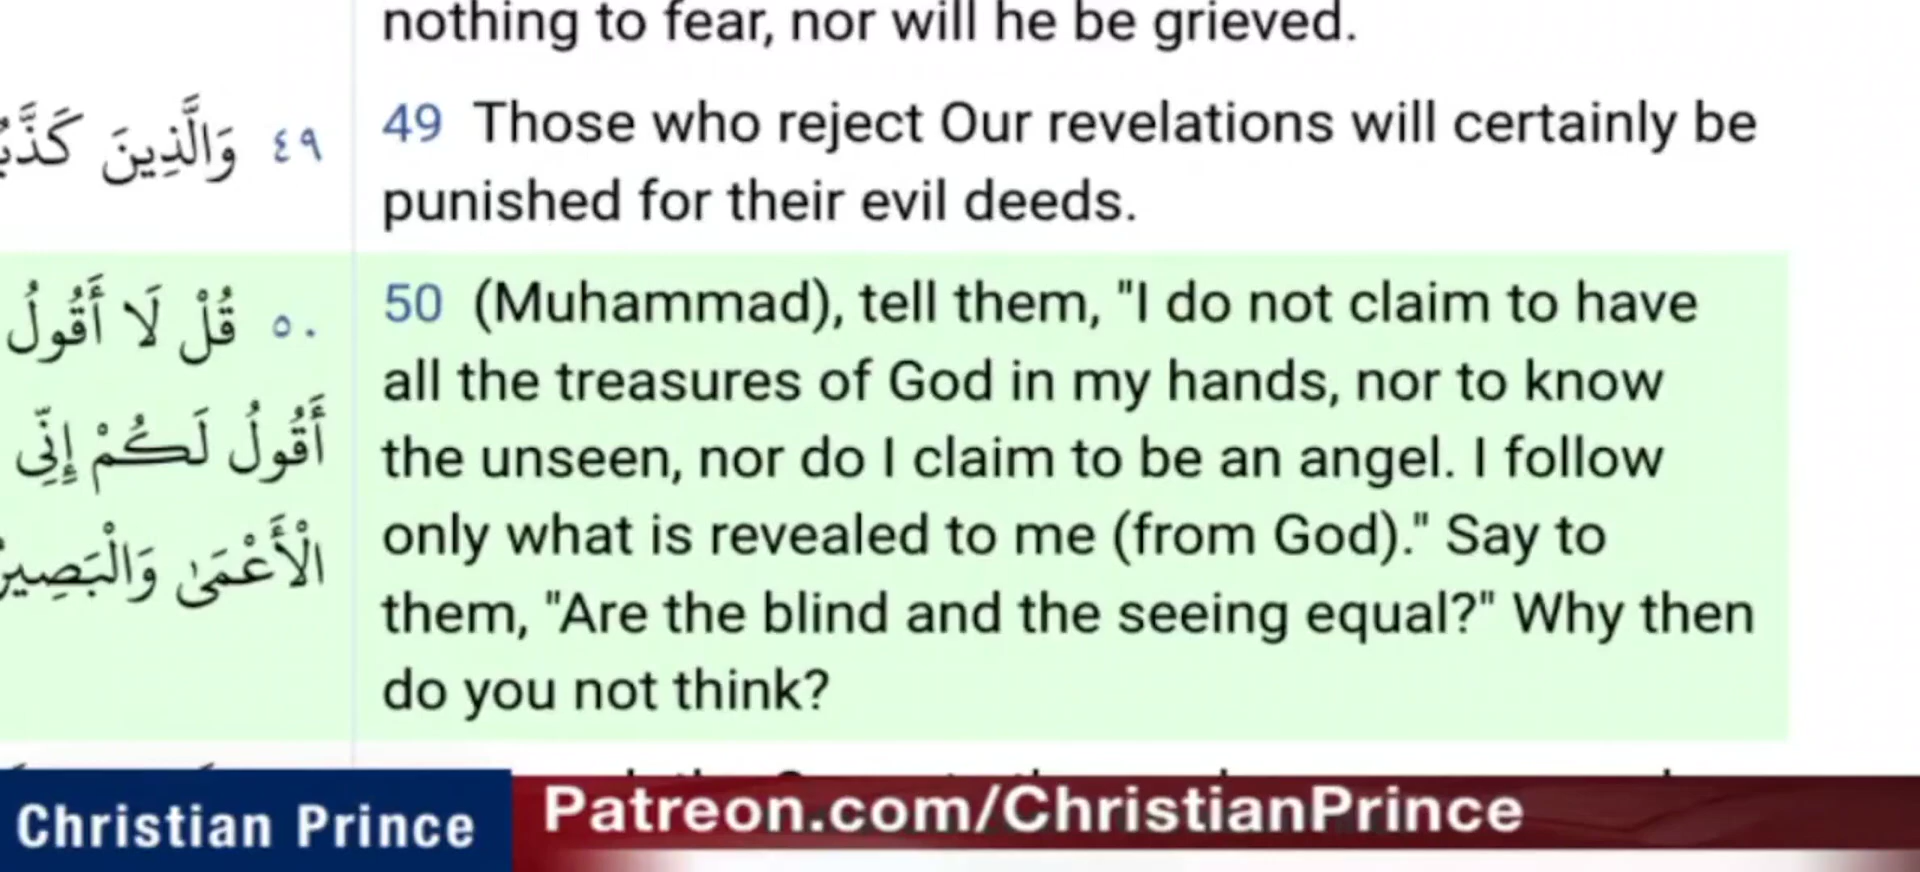 nothing to fear, nor will he be grieved.
٤٩ وَالَّذِينَ
49 Those who reject Our revelations will certainly be
punished for their evil deeds.
٥٠ قُلْ لَا أَقُولُ
أَقُولُ لَكُمْ إِنِّي
الْأَعْمَىٰ وَالْبَصِيرُ
50 (Muhammad), tell them, "I do not claim to have
all the treasures of God in my hands, nor to know
the unseen, nor do I claim to be an angel. I follow
only what is revealed to me (from God)." Say to
them, "Are the blind and the seeing equal?" Why then
do you not think?
Christian Prince
Patreon.com/ChristianPrince